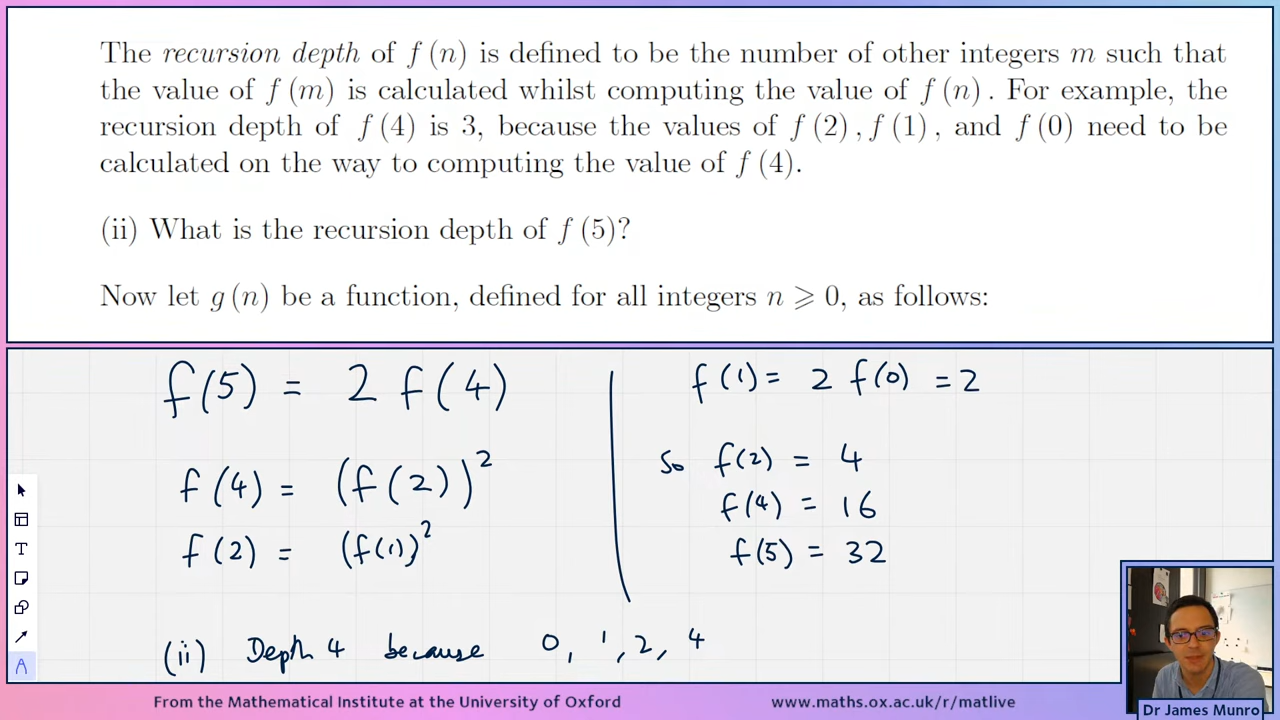 The recursion depth of f (n) is defined to be the number of other integers m such that
the value of f (m) is calculated whilst computing the value of f (n) . For example, the
recursion depth of f (4) is 3, because the values of f (2) , f (1) , and f (0) need to be
calculated on the way to computing the value of f (4).
(ii) What is the recursion depth of f (5)?
Now let g (n) be a function, defined for all integers n ⩾ 0, as follows:
f(5) = 2 f(4)
f(4) = (f(2))²
f(2) = (f(1))²
(ii) Depth 4 because 0, 1, 2, 4
f(1) = 2 f(0) = 2
So f(2) = 4
f(4) = 16
f(5) = 32
T
A
From the Mathematical Institute at the University of Oxford
www.maths.ox.ac.uk/r/matlive
Dr James Munro